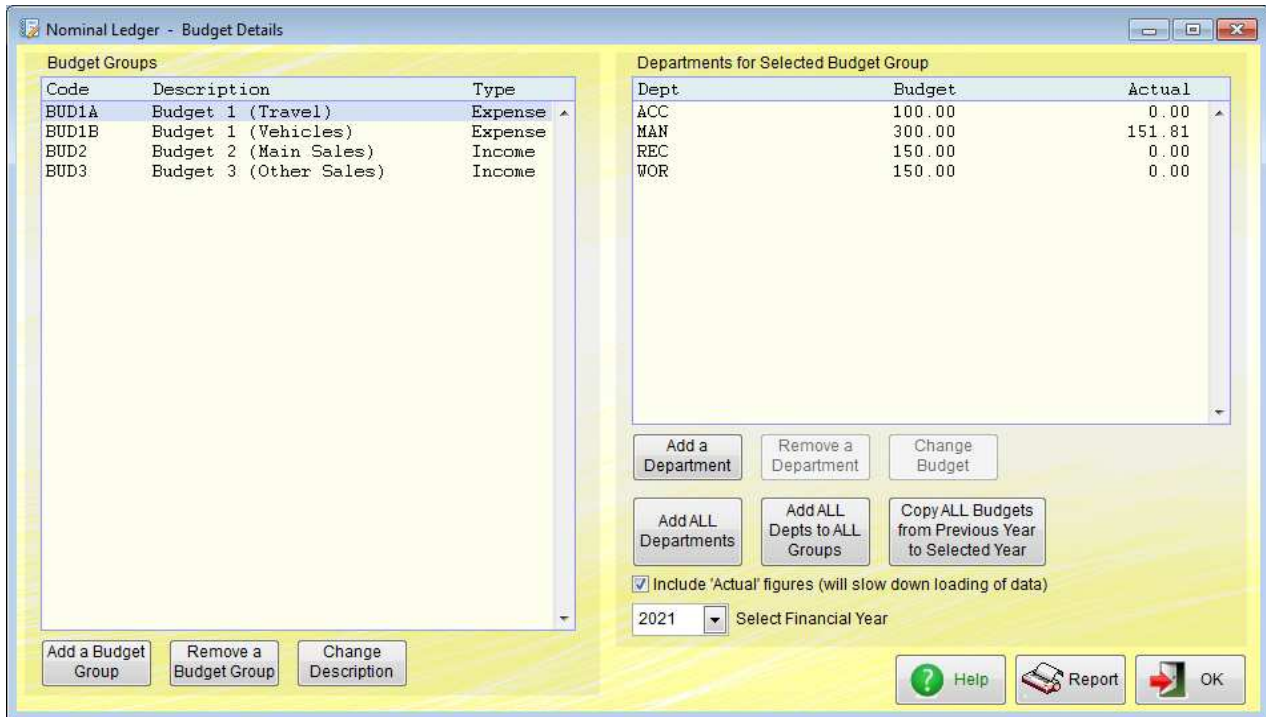 Nominal Ledger - Budget Details
Budget Groups
Code Description Type
BUD1A Budget 1 (Travel) Expense
BUD1B Budget 1 (Vehicles) Expense
BUD2 Budget 2 (Main Sales) Income
BUD3 Budget 3 (Other Sales) Income
Add a Budget
Group
Remove a
Budget Group
Change
Description
Departments for Selected Budget Group
Dept Budget Actual
ACC 100.00 0.00
MAN 300.00 151.81
REC 150.00 0.00
WOR 150.00 0.00
Add a
Department
Remove a
Department
Change
Budget
Add ALL
Departments
Add ALL
Depts to ALL
Groups
Copy ALL Budgets
from Previous Year
to Selected Year
Include 'Actual' figures (will slow down loading of data)
2021 Select Financial Year
Help
Report
OK